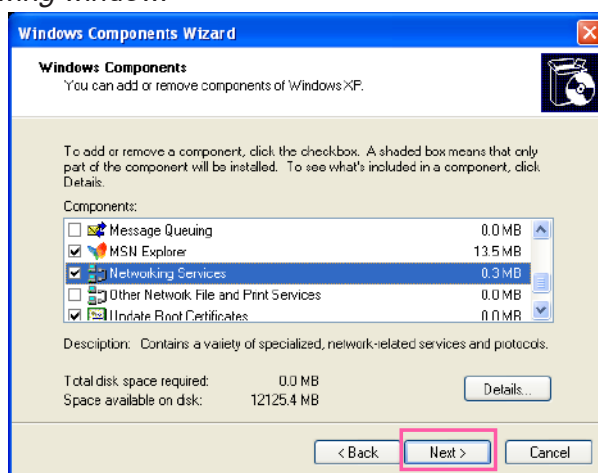 Windows Components Wizard
Windows Components
You can add or remove components of Windows XP.
To add or remove a component, click the checkbox. A shaded box means that only
part of the component will be installed. To see what's included in a component, click
Details.
Components:
Message Queuing 0.0 MB
MSN Explorer 13.5 MB
Networking Services 0.3 MB
Other Network File and Print Services 0.0 MB
Update Root Certificates 0.0 MB
Description: Contains a variety of specialized, network-related services and protocols.
Total disk space required: 0.0 MB
Space available on disk: 12125.4 MB
Details...
< Back Next > Cancel